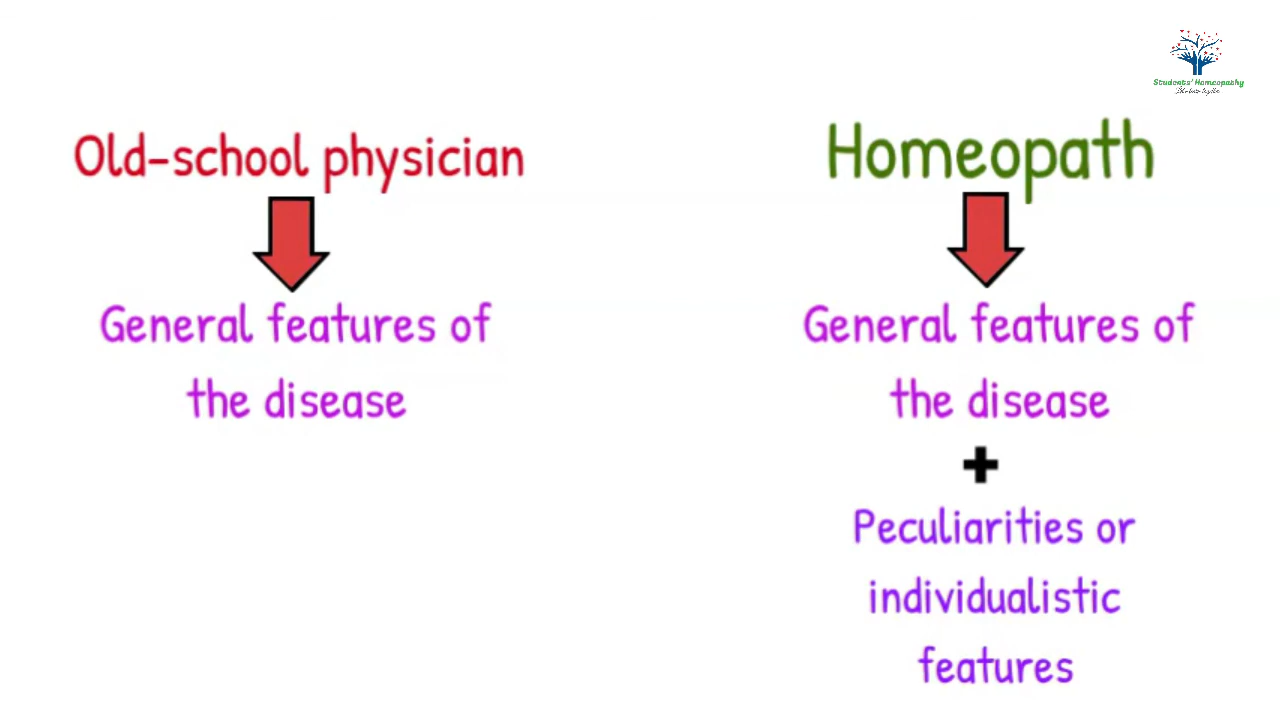 Students' Homeopathy
Old-school physician
General features of
the disease
Homeopath
General features of
the disease
+
Peculiarities or
individualistic
features